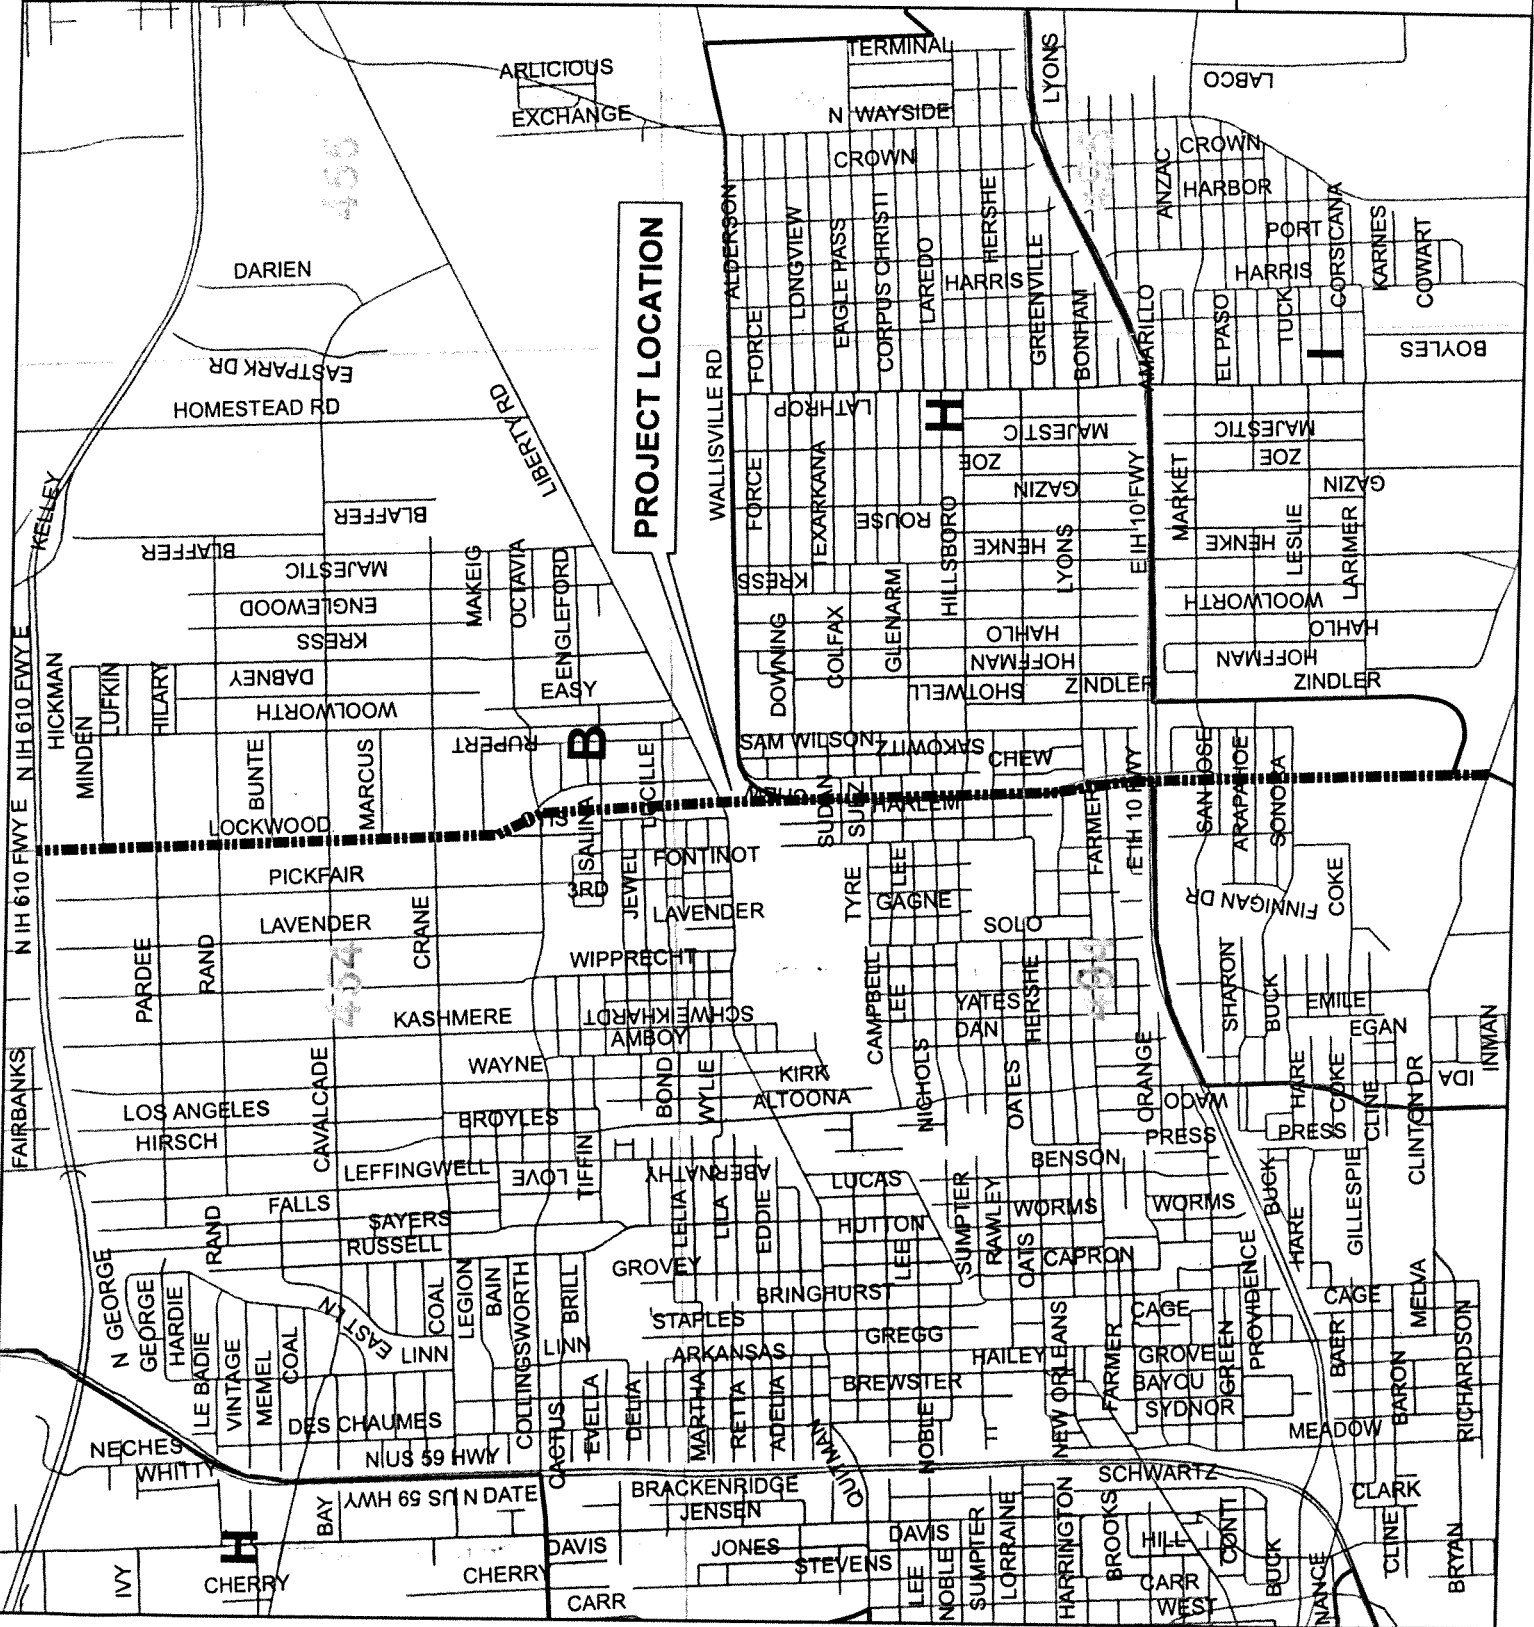 TERMINAL
LYONS
ARLICIOUS
LABCO
EXCHANGE
N WAYSIDE
CROWN
CROWN
ANZAC
HARBOR
ALDERSON
LONGVIEW
EAGLE PASS
CORPUS CHRISTI
LAREDO
HERSHE
GREENVILLE
PORT
CORSICANA
KARNES
COWART
DARIEN
HARRIS
HARRIS
PROJECT LOCATION
FORCE
BONHAM
AMARILLO
EL PASO
TUCK
I
BOYLES
EASTPARK DR
HOMESTEAD RD
LIBERTY RD
WALLISVILLE RD
LATHROP
H
MAJESTIC
MAJESTIC
ZOE
ZOE
KELLEY
FORCE
TEXARKANA
GAZIN
GAZIN
BLAFFER
ROUSE
HILLSBORO
E IH 10 FWY
MARKET
LESLIE
LARIMER
BLAFFER
HENKE
HENKE
LYONS
MAJESTIC
MAKEIG
OCTAVIA
ENGLEFORD
KRESS
GLENARM
WOOLWORTH
ENGLEWOOD
DOWNING
COLFAX
HAHLO
HAHLO
KRESS
HICKMAN
LUFKIN
HILARY
HOFFMAN
HOFFMAN
DABNEY
EASY
SHOTWELL
ZINDLER
ZINDLER
WOOLWORTH
N IH 610 FWY E
N IH 610 FWY E
MINDEN
BUNTE
MARCUS
RUPERT
B
LUCILLE
SAM WILSON
SAKOWITZ
CHEW
SAN JOSE
ARAPAHOE
SONORA
CHEW
SUDAN
SUEZ
HARLEM
FARMER
E IH 10 FWY
LOCKWOOD
SALINA
PICKFAIR
FONTINOT
3RD
JEWEL
TYRE
LEE
GAGNE
COKE
FINNIGAN DR
LAVENDER
CRANE
LAVENDER
SOLO
PARDEE
RAND
454
WIPPRECHT
CAMPBELL
LEE
HERSHE
494
SHARON
BUCK
EMILE
KASHMERE
SCHWEIKHARDT
YATES
AMBOY
DAN
EGAN
INMAN
FAIRBANKS
CAVALCADE
WAYNE
BOND
WYLIE
KIRK
NICHOLS
OATES
ORANGE
HARE
COKE
CLINE
CLINTON DR
IDA
LOS ANGELES
BROYLES
ALTOONA
WACO
HIRSCH
PRESS
PRESS
LEFFINGWELL
LOVE
TIFFIN
ABERNATHY
BENSON
LUCAS
FALLS
RAND
SAYERS
LELIA
LILA
EDDIE
HUTTON
SUMPTER
RAWLEY
WORMS
WORMS
BUCK
HARE
GILLESPIE
RUSSELL
GROVEY
LEE
OATS
CAPRON
N GEORGE
GEORGE
HARDIE
EAST LN
COAL
LEGION
BAIN
COLLINGSWORTH
BRILL
BRINGHURST
PROVIDENCE
CAGE
CAGE
MELVA
STAPLES
GREGG
LE BADIE
VINTAGE
MEMEL
COAL
LINN
LINN
ARKANSAS
HAILEY
NEW ORLEANS
FARMER
GROVE
GREEN
BAER
BARON
RICHARDSON
BREWSTER
BAYOU
SYDNOR
DES CHAUMES
EVELLA
DELIA
MARTHA
RETTA
ADELIA
QUITMAN
NOBLE
MEADOW
NECHES
WHITTY
N US 59 HWY
CACTUS
SCHWARTZ
N US 59 HWY
N DATE
BRACKENRIDGE
JENSEN
CLARK
H
BAY
DAVIS
JONES
DAVIS
STEVENS
SUMPTER
LORRAINE
HARRINGTON
BROOKS
HILL
CONTI
CLINE
BRYAN
IVY
CHERRY
CHERRY
CARR
LEE
NOBLE
CARR
WEST
BUCK
NANCE